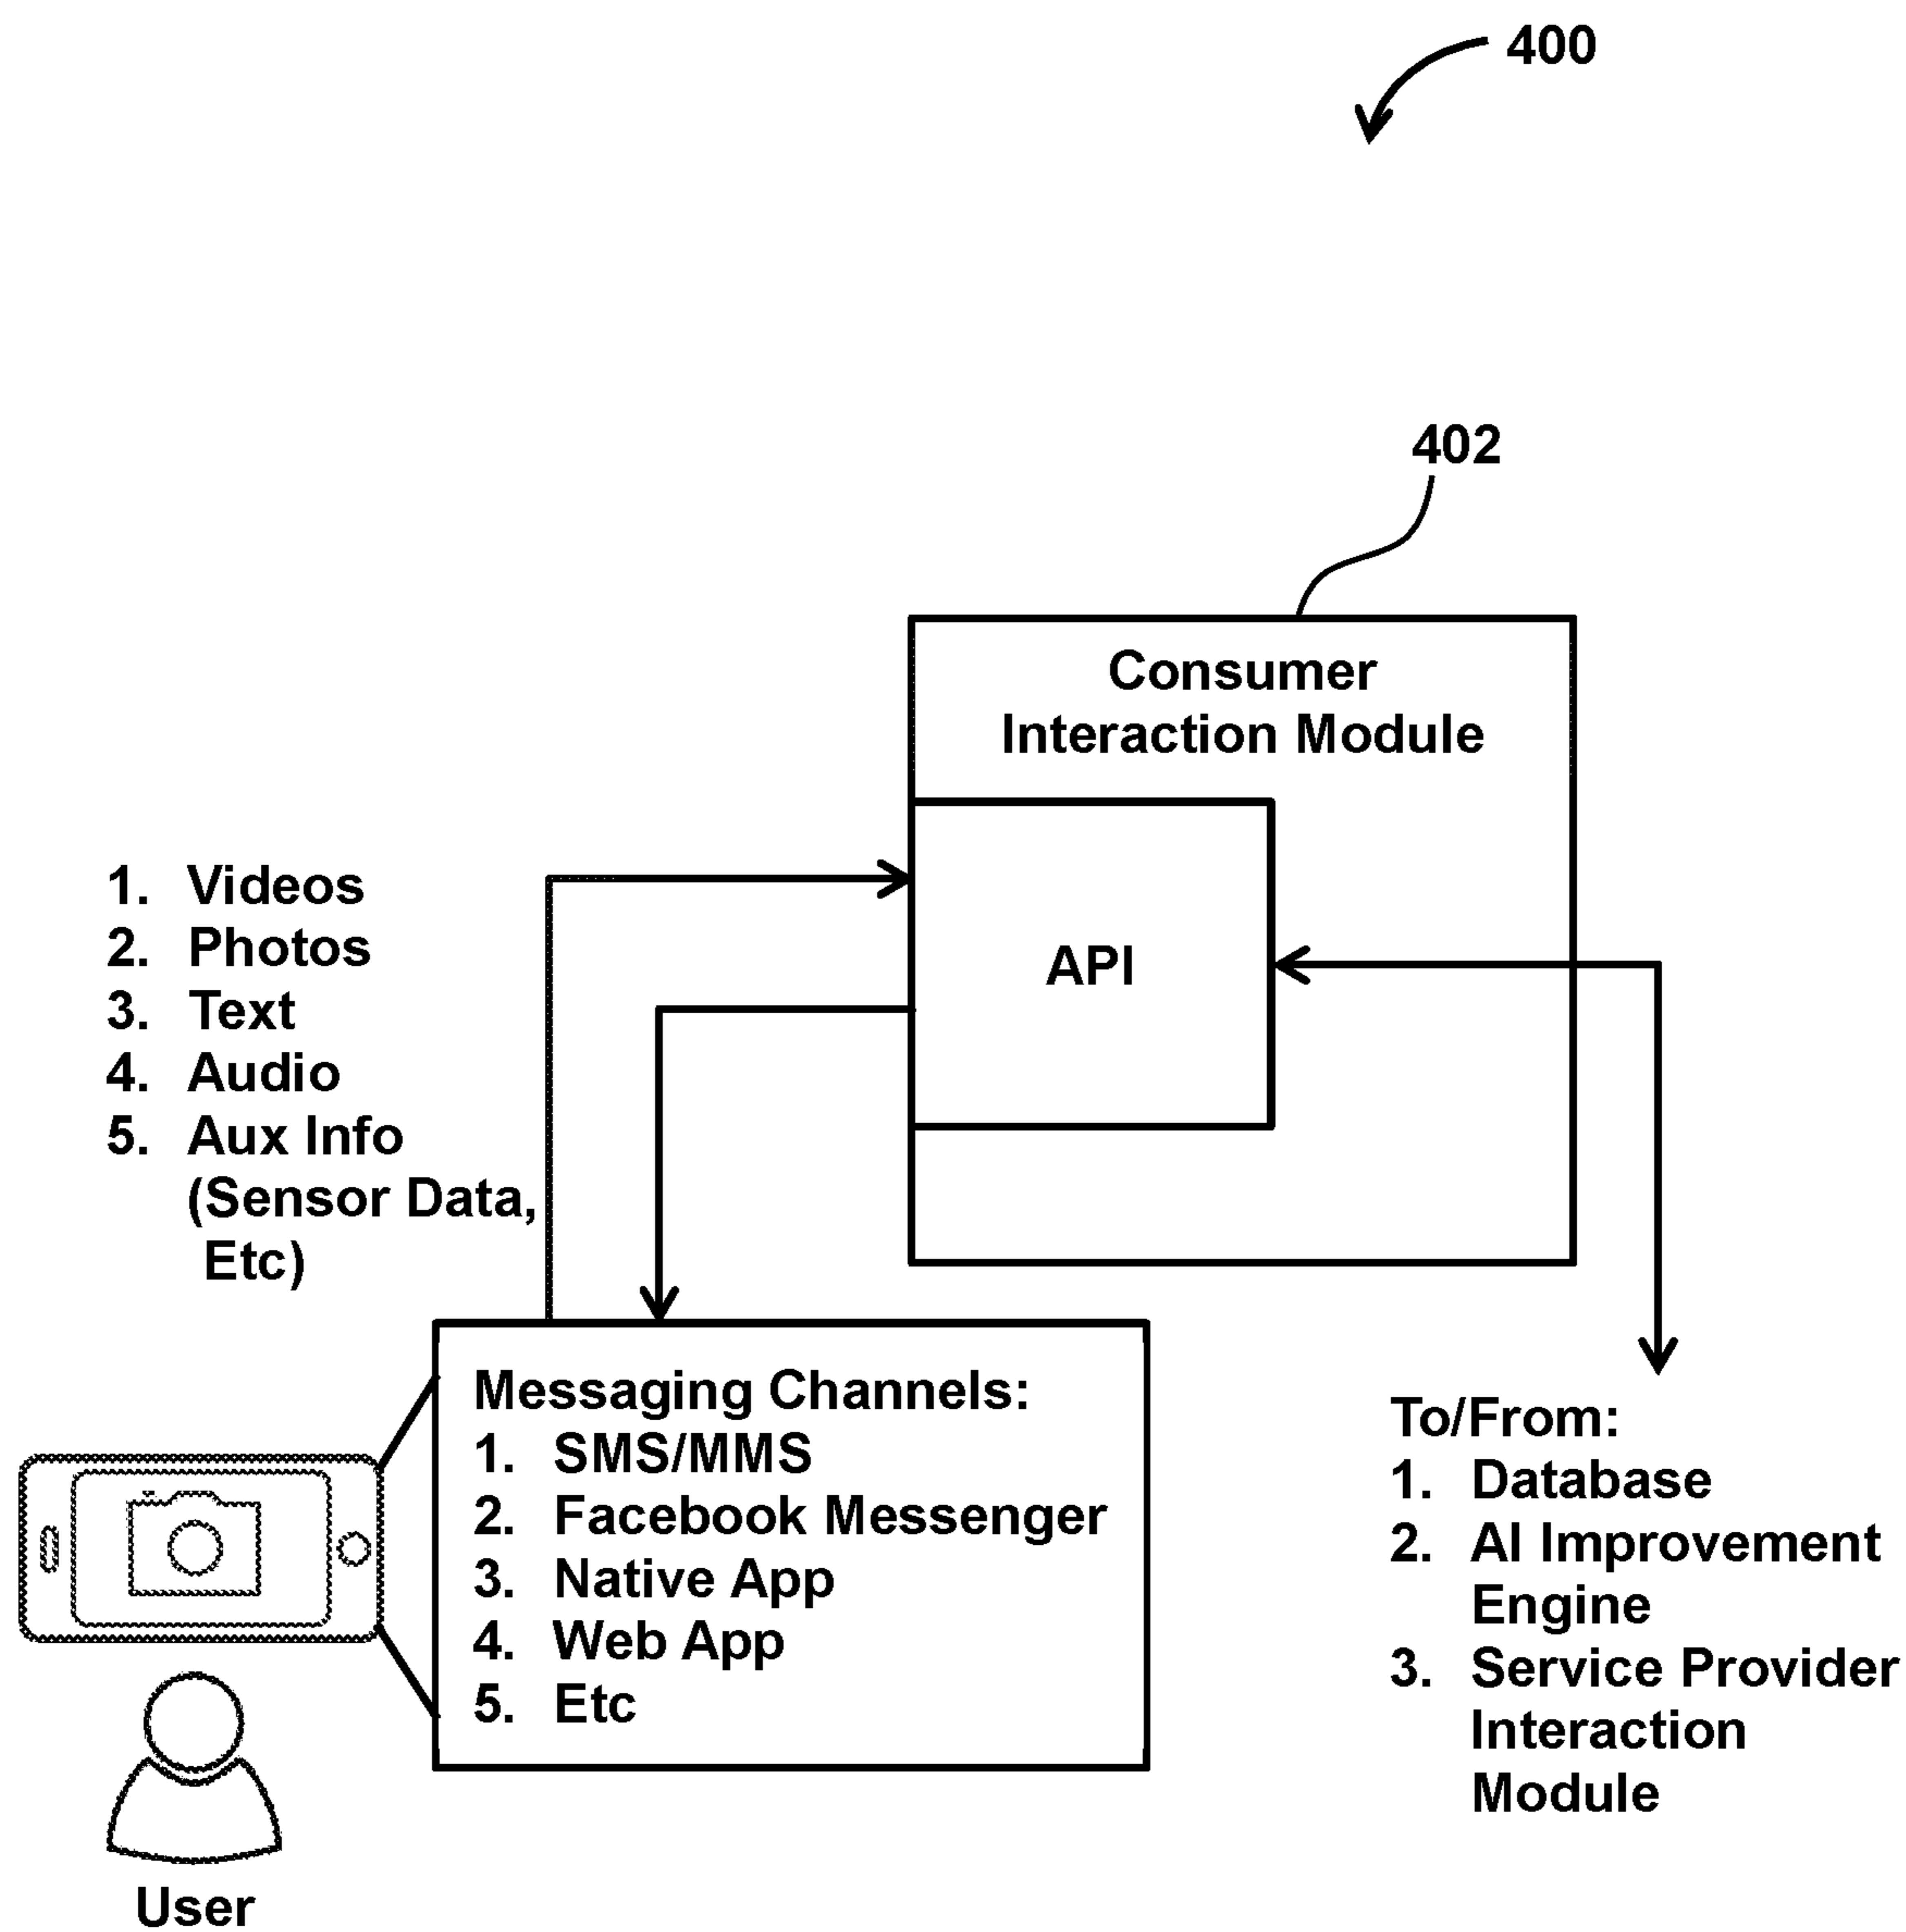 400
402
Consumer
Interaction Module
API
1. Videos
2. Photos
3. Text
4. Audio
5. Aux Info
(Sensor Data,
Etc)
Messaging Channels:
1. SMS/MMS
2. Facebook Messenger
3. Native App
4. Web App
5. Etc
To/From:
1. Database
2. AI Improvement
Engine
3. Service Provider
Interaction
Module
User